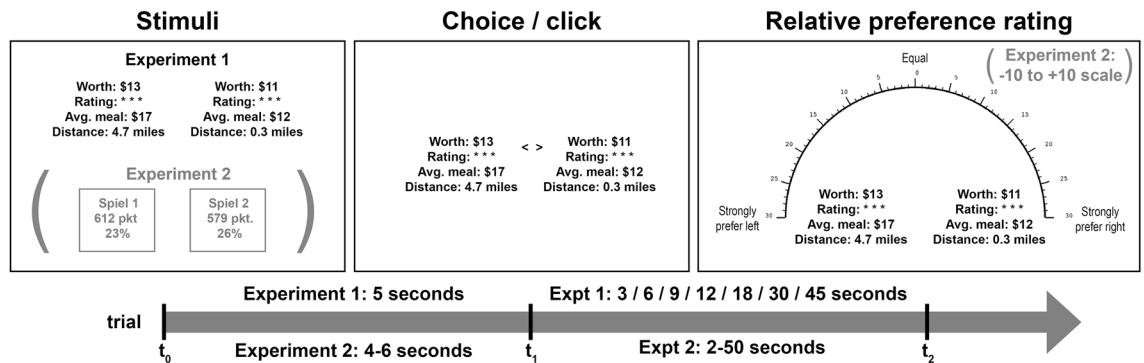 Stimuli
Choice / click
Relative preference rating
Experiment 1
Worth: $13
Rating: * * *
Avg. meal: $17
Distance: 4.7 miles
Worth: $11
Rating: * * *
Avg. meal: $12
Distance: 0.3 miles
Experiment 2
Spiel 1
612 pkt
23%
Spiel 2
579 pkt.
26%
Worth: $13
Rating: * * *
Avg. meal: $17
Distance: 4.7 miles
< >
Worth: $11
Rating: * * *
Avg. meal: $12
Distance: 0.3 miles
(Experiment 2:
-10 to +10 scale)
Equal
30
25
20
15
10
5
0
5
10
15
20
25
30
Strongly
prefer left
Worth: $13
Rating: * * *
Avg. meal: $17
Distance: 4.7 miles
Worth: $11
Rating: * * *
Avg. meal: $12
Distance: 0.3 miles
Strongly
prefer right
Experiment 1: 5 seconds
Expt 1: 3 / 6 / 9 / 12 / 18 / 30 / 45 seconds
trial
t0
Experiment 2: 4-6 seconds
t1
Expt 2: 2-50 seconds
t2